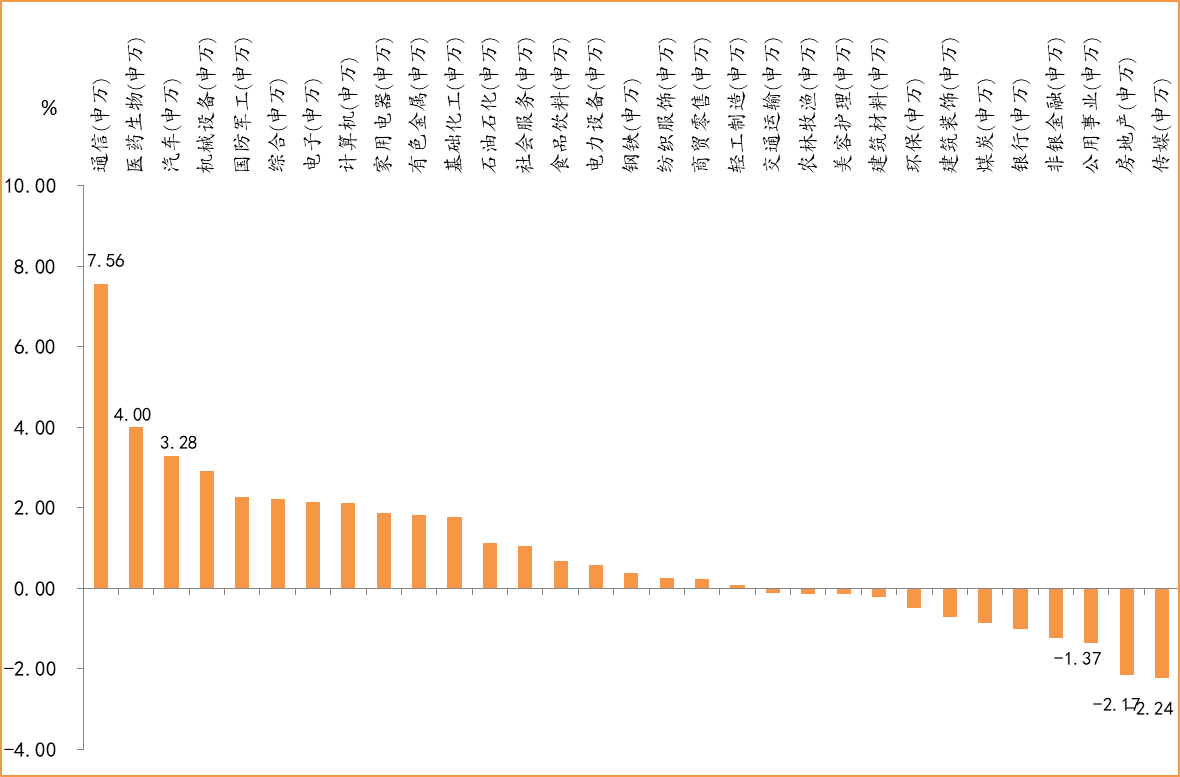 %
通信(申万)
医药生物(申万)
汽车(申万)
机械设备(申万)
国防军工(申万)
综合(申万)
电子(申万)
计算机(申万)
家用电器(申万)
有色金属(申万)
基础化工(申万)
石油石化(申万)
社会服务(申万)
食品饮料(申万)
电力设备(申万)
钢铁(申万)
纺织服饰(申万)
商贸零售(申万)
轻工制造(申万)
交通运输(申万)
农林牧渔(申万)
美容护理(申万)
建筑材料(申万)
环保(申万)
建筑装饰(申万)
煤炭(申万)
银行(申万)
非银金融(申万)
公用事业(申万)
房地产(申万)
传媒(申万)
10.00
8.00
6.00
4.00
2.00
0.00
-2.00
-4.00
7.56
4.00
3.28
-1.37
-2.17
-2.24